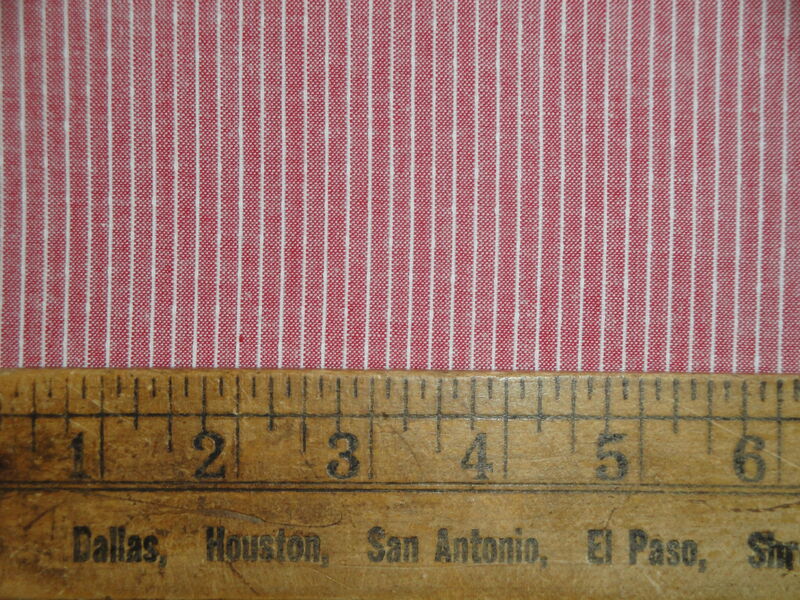 1 2 3 4 5 6
Dallas, Houston, San Antonio, El Paso,